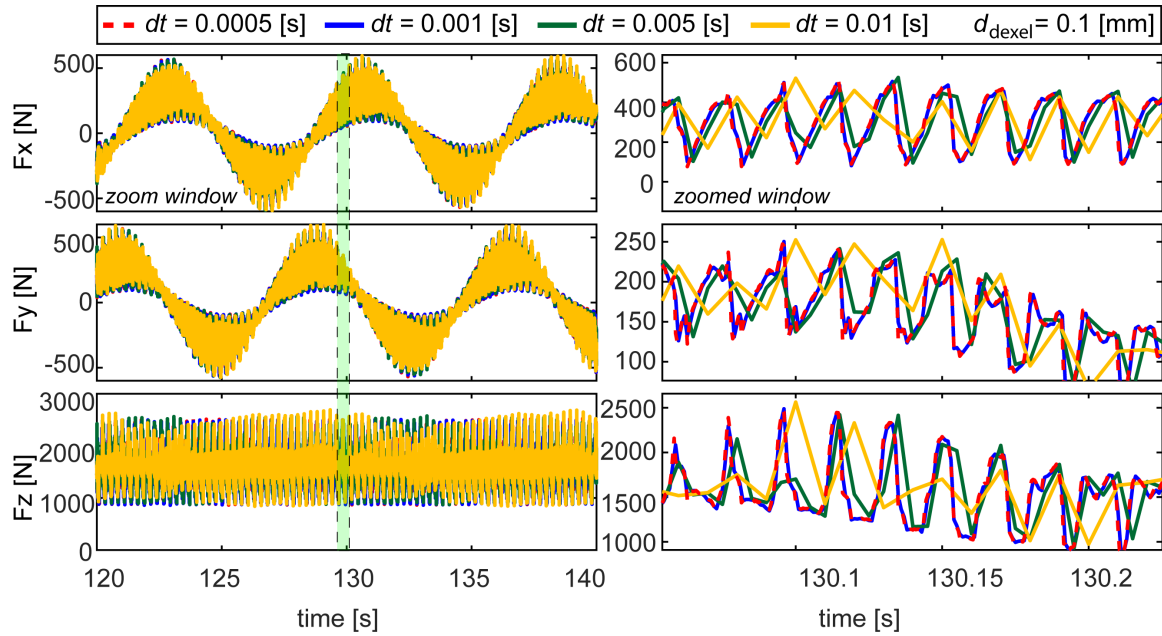 dt = 0.0005 [s] dt = 0.001 [s] dt = 0.005 [s] dt = 0.01 [s] d_dexel = 0.1 [mm]
Fx [N]
500
0
-500
zoom window
600
400
200
0
zoomed window
Fy [N]
500
0
-500
250
200
150
100
Fz [N]
3000
2000
1000
0
2500
2000
1500
1000
120 125 130 135 140
130.1 130.15 130.2
time [s] time [s]